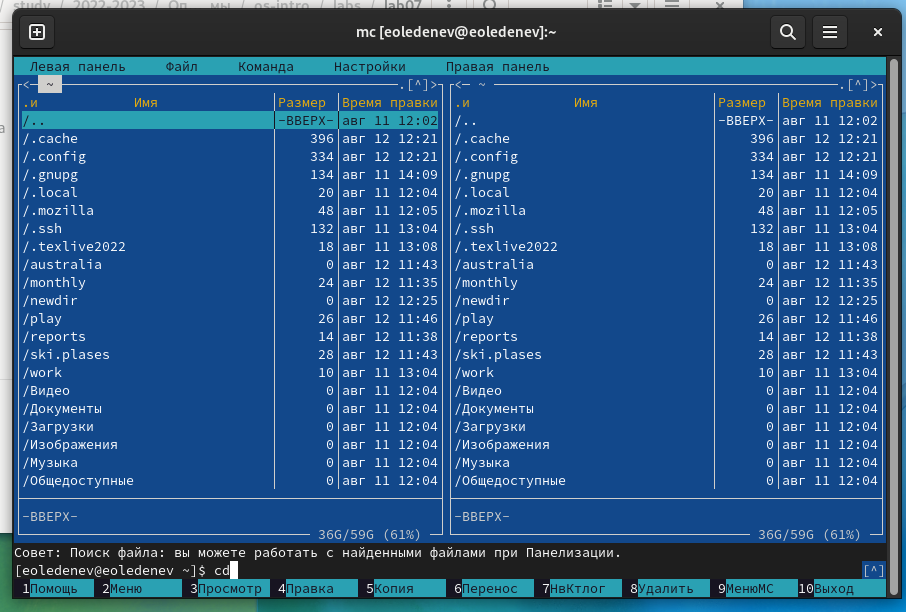 study / 2022-2023 / Оп мы / os-intro / labs / lab07
mc [eoledenev@eoledenev]:~
Левая панель Файл Команда Настройки Правая панель
<─ ~ .[^]> <─ ~ .[^]>
.и Имя Размер Время правки .и Имя Размер Время правки
/.. -ВВЕРХ- авг 11 12:02 /.. -ВВЕРХ- авг 11 12:02
/.cache 396 авг 12 12:21 /.cache 396 авг 12 12:21
/.config 334 авг 12 12:21 /.config 334 авг 12 12:21
/.gnupg 134 авг 11 14:09 /.gnupg 134 авг 11 14:09
/.local 20 авг 11 12:04 /.local 20 авг 11 12:04
/.mozilla 48 авг 11 12:05 /.mozilla 48 авг 11 12:05
/.ssh 132 авг 11 13:04 /.ssh 132 авг 11 13:04
/.texlive2022 18 авг 11 13:08 /.texlive2022 18 авг 11 13:08
/australia 0 авг 12 11:43 /australia 0 авг 12 11:43
/monthly 24 авг 12 11:35 /monthly 24 авг 12 11:35
/newdir 0 авг 12 12:25 /newdir 0 авг 12 12:25
/play 26 авг 12 11:46 /play 26 авг 12 11:46
/reports 14 авг 12 11:38 /reports 14 авг 12 11:38
/ski.plases 28 авг 12 11:43 /ski.plases 28 авг 12 11:43
/work 10 авг 11 13:04 /work 10 авг 11 13:04
/Видео 0 авг 11 12:04 /Видео 0 авг 11 12:04
/Документы 0 авг 11 12:04 /Документы 0 авг 11 12:04
/Загрузки 0 авг 11 12:04 /Загрузки 0 авг 11 12:04
/Изображения 0 авг 11 12:04 /Изображения 0 авг 11 12:04
/Музыка 0 авг 11 12:04 /Музыка 0 авг 11 12:04
/Общедоступные 0 авг 11 12:04 /Общедоступные 0 авг 11 12:04
-ВВЕРХ- -ВВЕРХ-
36G/59G (61%) 36G/59G (61%)
Совет: Поиск файла: вы можете работать с найденными файлами при Панелизации.
[eoledenev@eoledenev ~]$ cd [^]
1Помощь 2Меню 3Просмотр 4Правка 5Копия 6Перенос 7НвКтлог 8Удалить 9МенюMC 10Выход